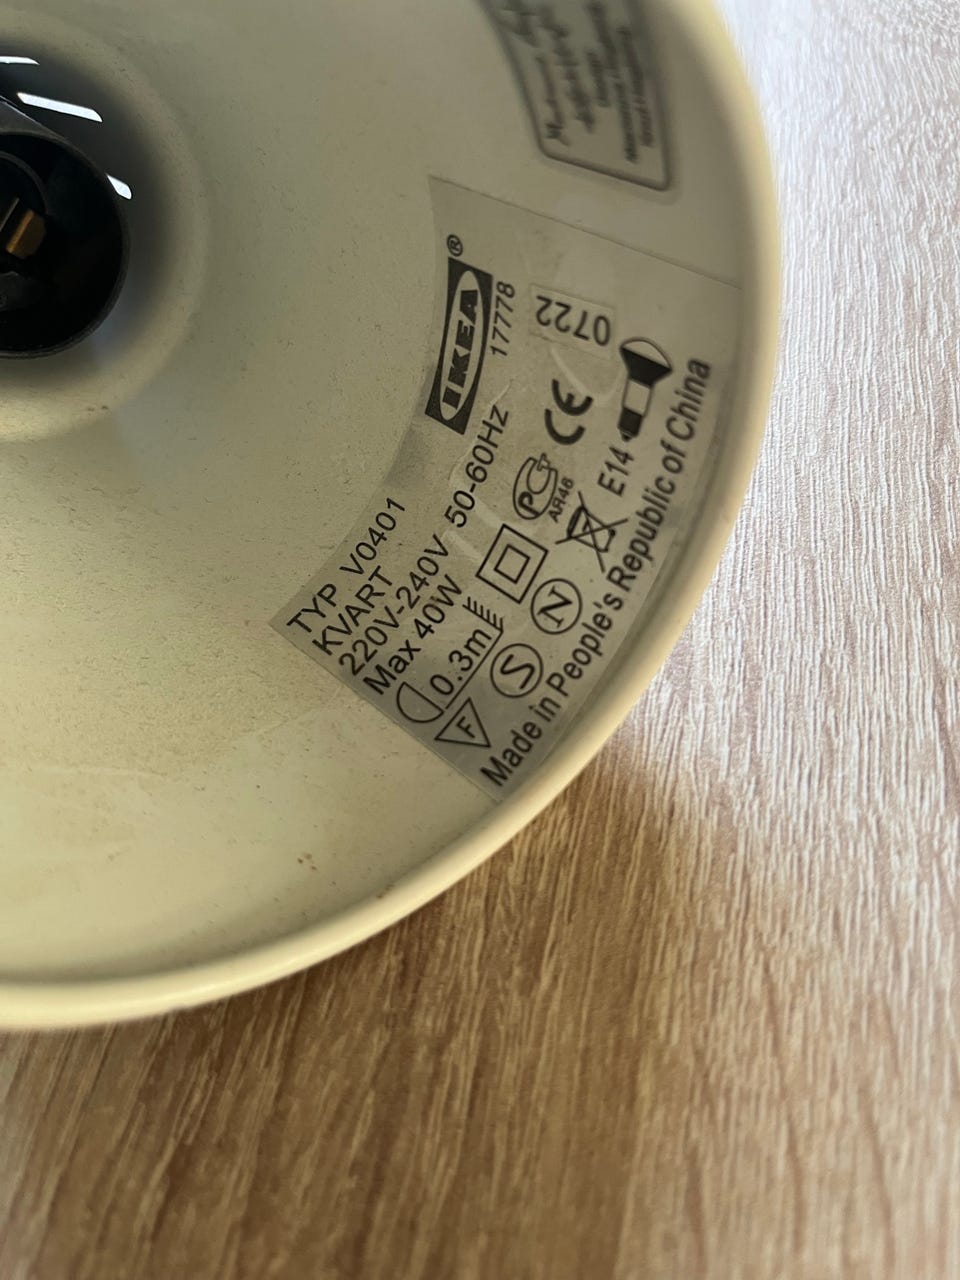 IKEA®
17778
0722
TYP V0401
KVART
220V-240V 50-60Hz
Max 40W
0.3m
CE
PG
AR46
E14
F
S
N
Made in People's Republic of China